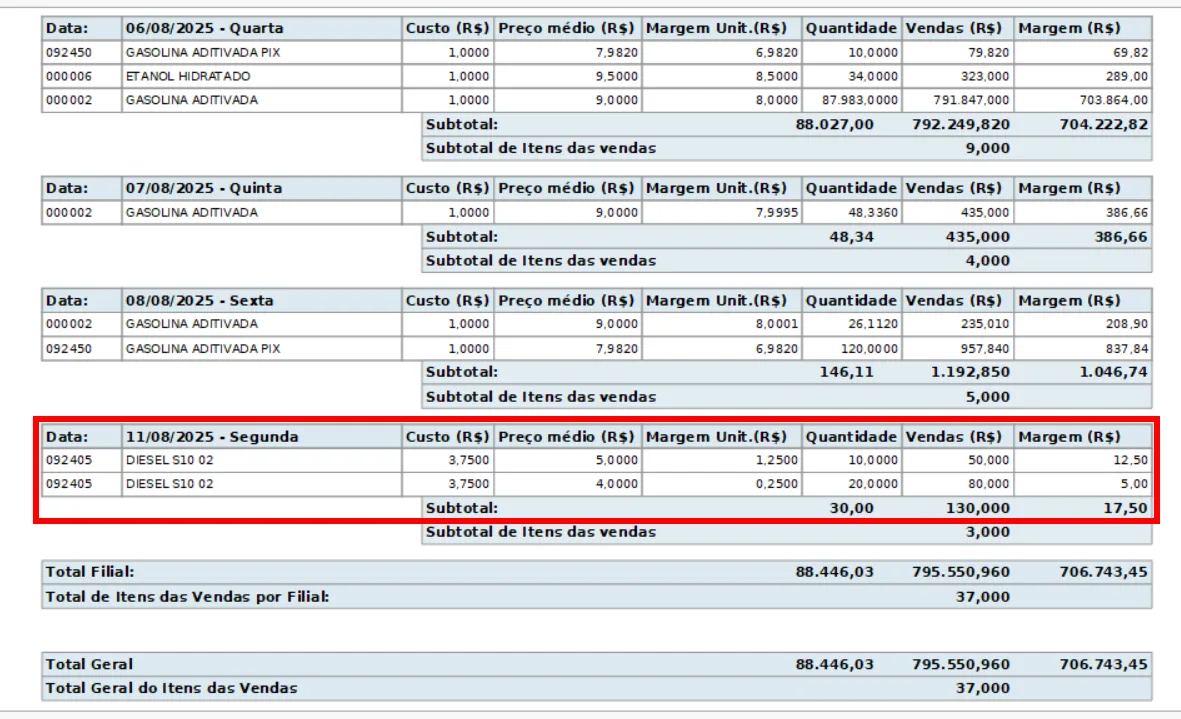 Data: 06/08/2025 - Quarta Custo (R$) Preço médio (R$) Margem Unit.(R$) Quantidade Vendas (R$) Margem (R$)
092450 GASOLINA ADITIVADA PIX 1,0000 7,9820 6,9820 10,0000 79,820 69,82
000006 ETANOL HIDRATADO 1,0000 9,5000 8,5000 34,0000 323,000 289,00
000002 GASOLINA ADITIVADA 1,0000 9,0000 8,0000 87.983,0000 791.847,000 703.864,00
Subtotal: 88.027,00 792.249,820 704.222,82
Subtotal de Itens das vendas 9,000
Data: 07/08/2025 - Quinta Custo (R$) Preço médio (R$) Margem Unit.(R$) Quantidade Vendas (R$) Margem (R$)
000002 GASOLINA ADITIVADA 1,0000 9,0000 7,9995 48,3360 435,000 386,66
Subtotal: 48,34 435,000 386,66
Subtotal de Itens das vendas 4,000
Data: 08/08/2025 - Sexta Custo (R$) Preço médio (R$) Margem Unit.(R$) Quantidade Vendas (R$) Margem (R$)
000002 GASOLINA ADITIVADA 1,0000 9,0000 8,0001 26,1120 235,010 208,90
092450 GASOLINA ADITIVADA PIX 1,0000 7,9820 6,9820 120,0000 957,840 837,84
Subtotal: 146,11 1.192,850 1.046,74
Subtotal de Itens das vendas 5,000
Data: 11/08/2025 - Segunda Custo (R$) Preço médio (R$) Margem Unit.(R$) Quantidade Vendas (R$) Margem (R$)
092405 DIESEL S10 02 3,7500 5,0000 1,2500 10,0000 50,000 12,50
092405 DIESEL S10 02 3,7500 4,0000 0,2500 20,0000 80,000 5,00
Subtotal: 30,00 130,000 17,50
Subtotal de Itens das vendas 3,000
Total Filial: 88.446,03 795.550,960 706.743,45
Total de Itens das Vendas por Filial: 37,000
Total Geral 88.446,03 795.550,960 706.743,45
Total Geral do Itens das Vendas 37,000